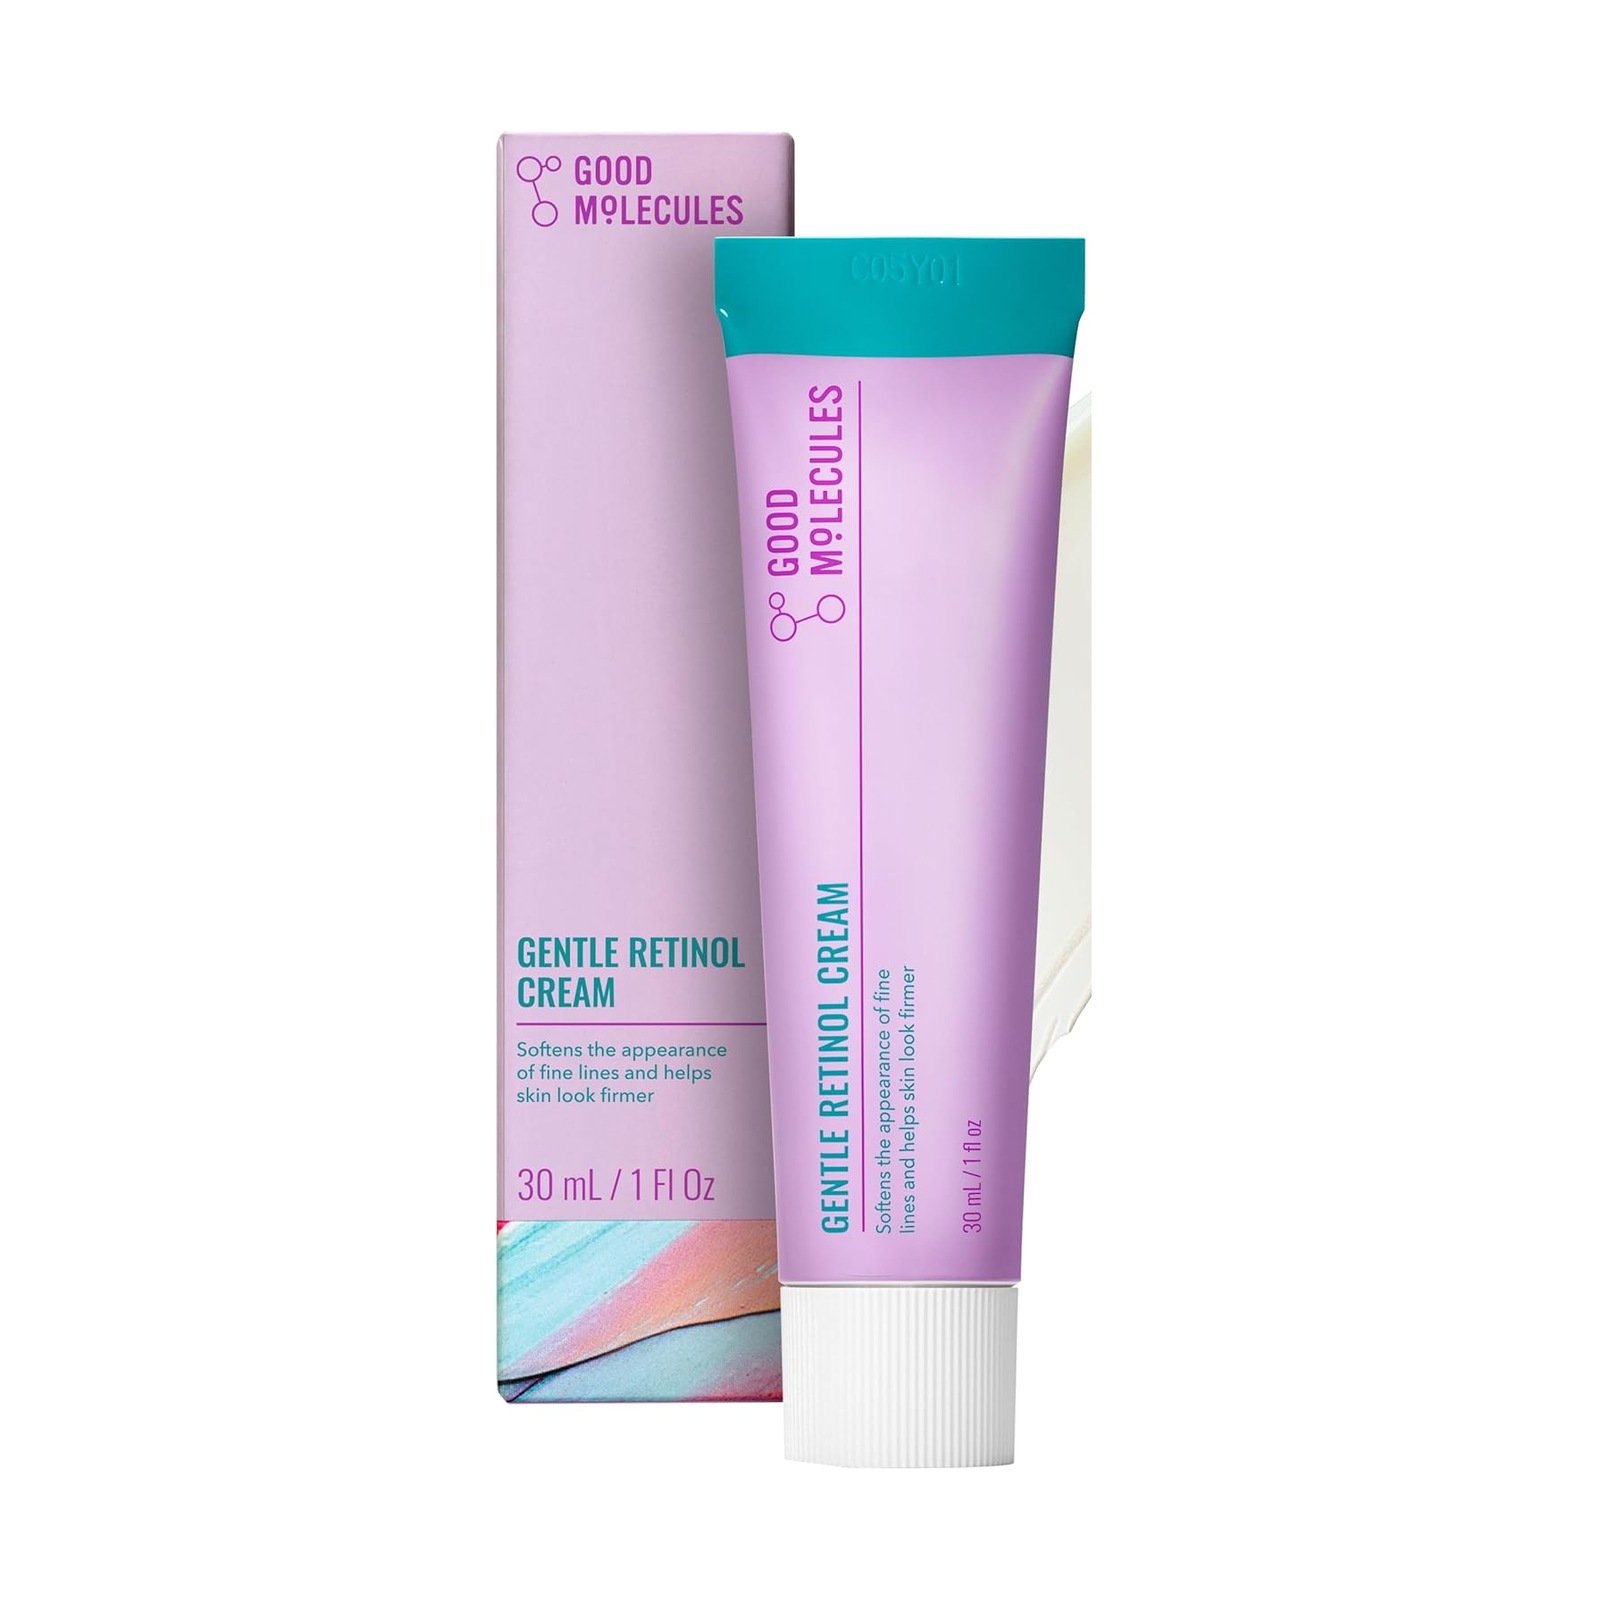 GOOD
MOLECULES
GENTLE RETINOL
CREAM
Softens the appearance
of fine lines and helps
skin look firmer
30 mL / 1 Fl Oz
C05Y01
GOOD
MOLECULES
GENTLE RETINOL CREAM
Softens the appearance of fine
lines and helps skin look firmer
30 mL / 1 fl oz